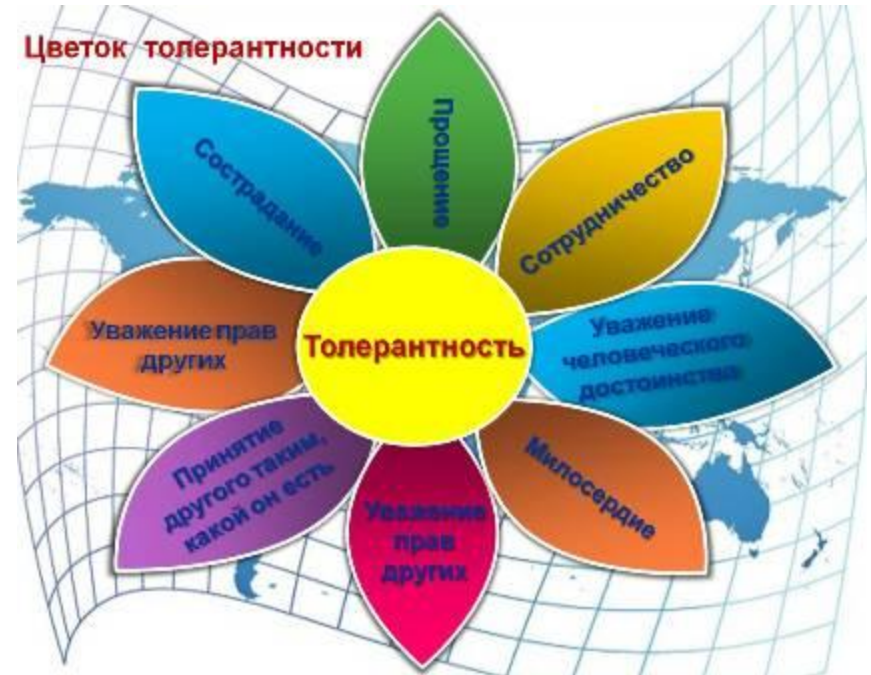 Цветок толерантности
Прощение
Сотрудничество
Уважение
человеческого
достоинства
Милосердие
Уважение
прав
других
Принятие
другого таким,
какой он есть
Уважение прав
других
Сострадание
Толерантность